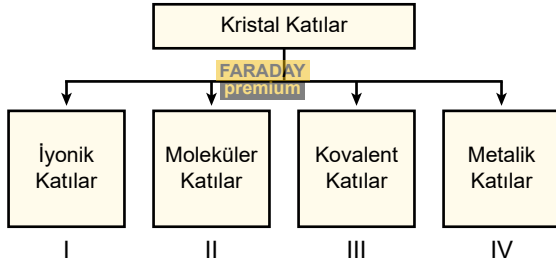 Kristal Katılar
FARADAY
premium
İyonik
Katılar
Moleküler
Katılar
Kovalent
Katılar
Metalik
Katılar
I
II
III
IV